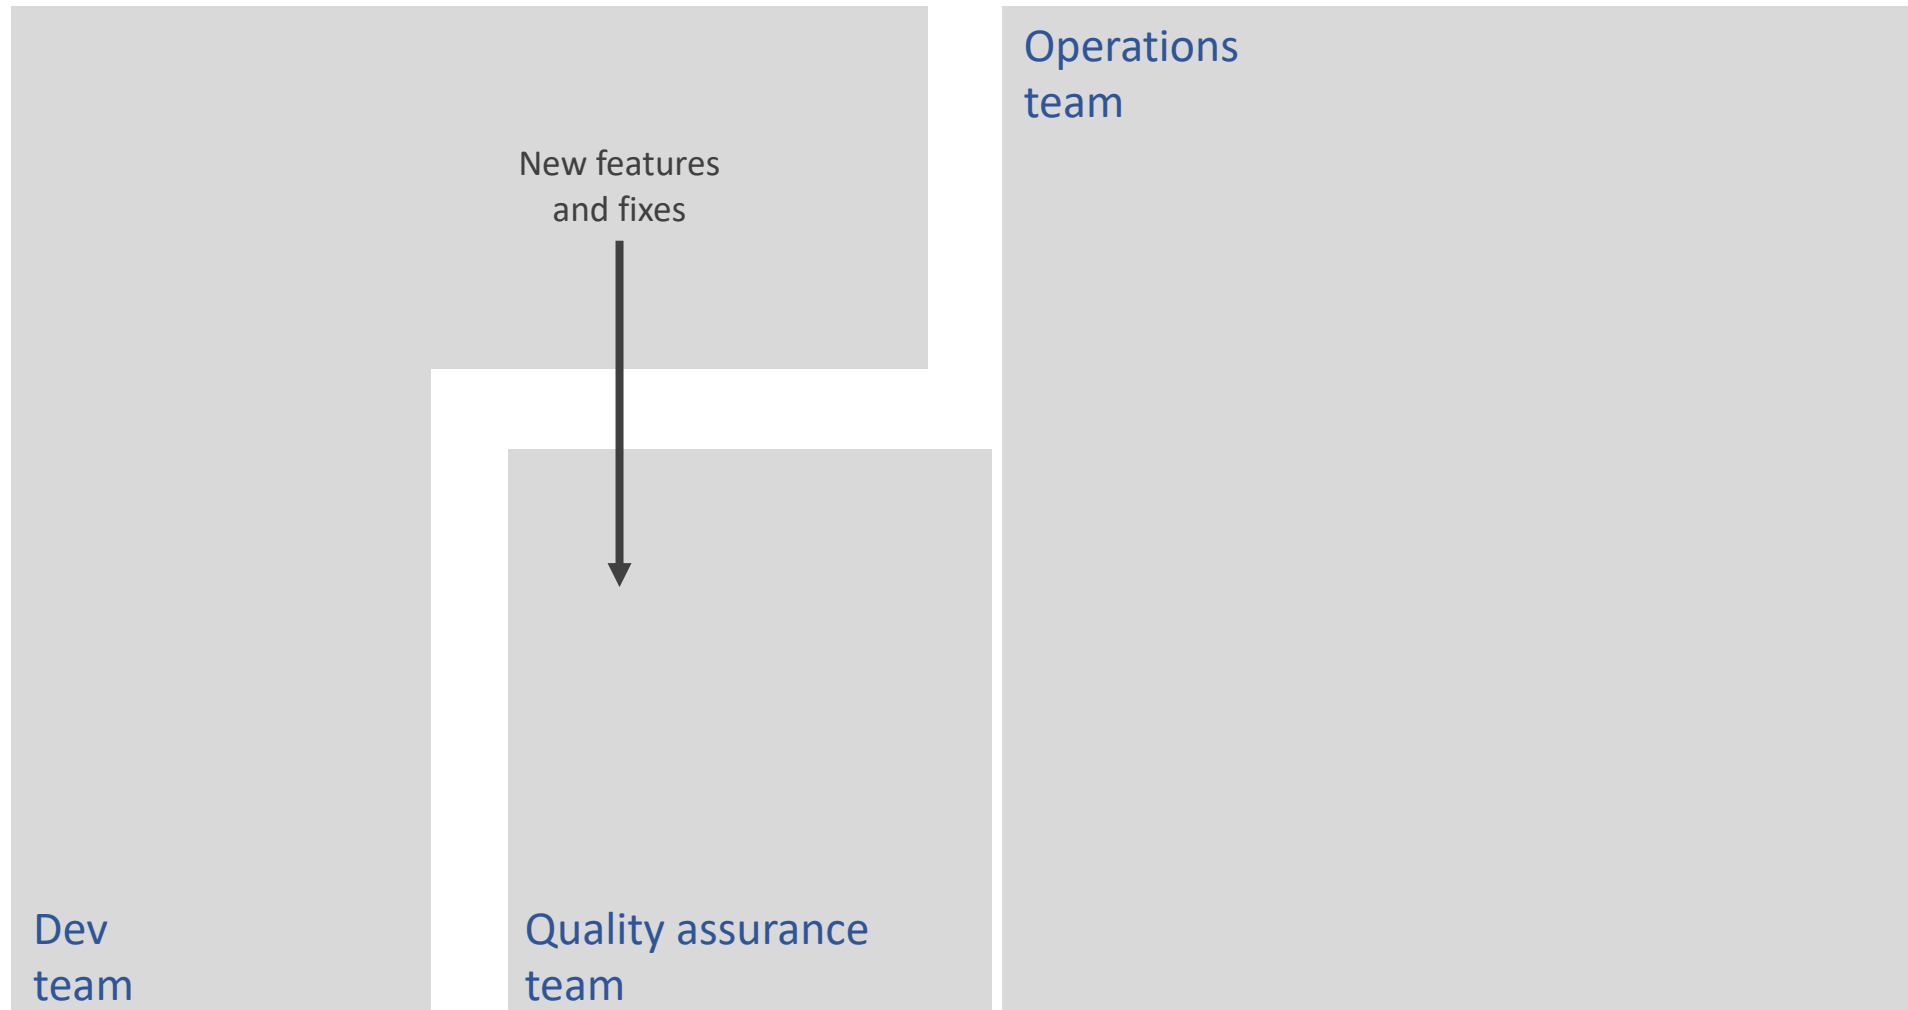 Operations
team
New features
and fixes
Dev
team
Quality assurance
team